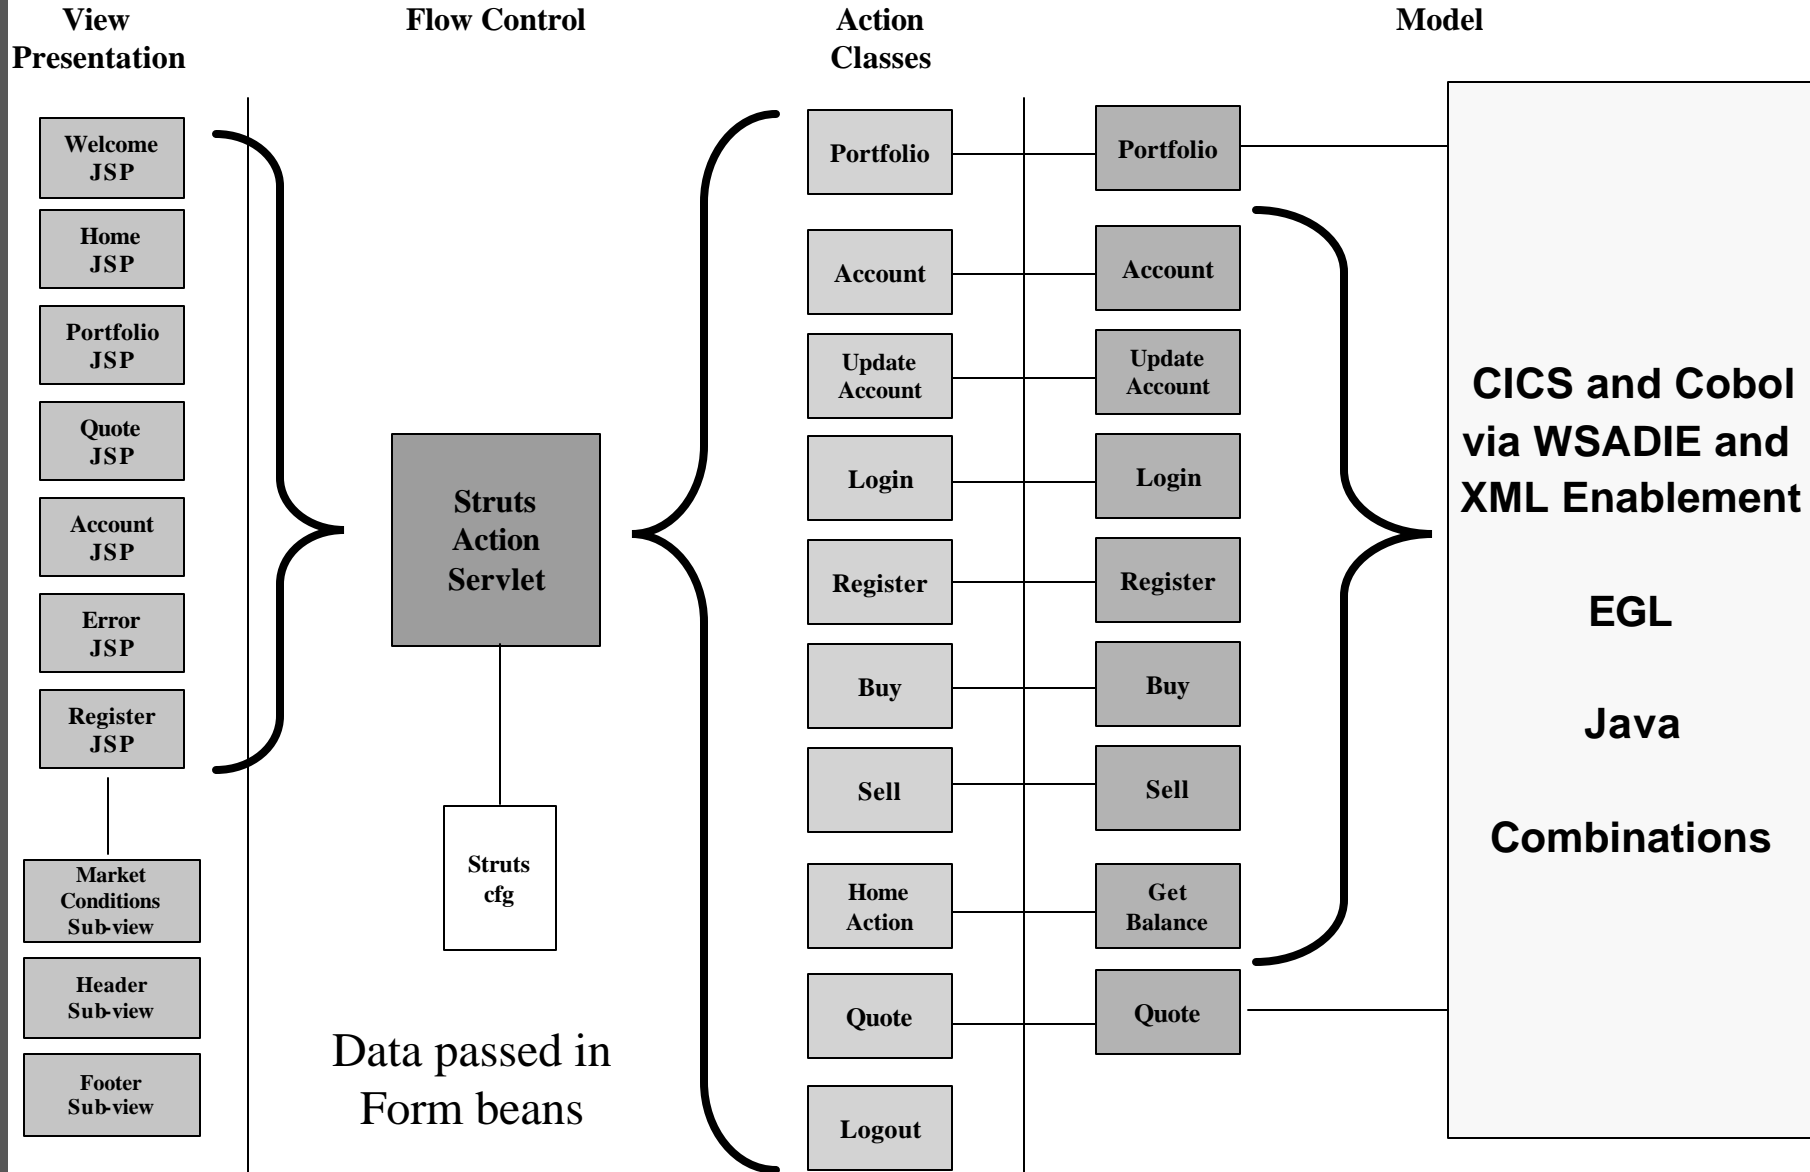 View
Presentation
Flow Control
Action
Classes
Model
Welcome
JSP
Home
JSP
Portfolio
JSP
Quote
JSP
Account
JSP
Error
JSP
Register
JSP
Market
Conditions
Sub-view
Header
Sub-view
Footer
Sub-view
Struts
Action
Servlet
Struts
cfg
Data passed in
Form beans
Portfolio
Account
Update
Account
Login
Register
Buy
Sell
Home
Action
Quote
Logout
Portfolio
Account
Update
Account
Login
Register
Buy
Sell
Get
Balance
Quote
CICS and Cobol
via WSADIE and
XML Enablement
EGL
Java
Combinations